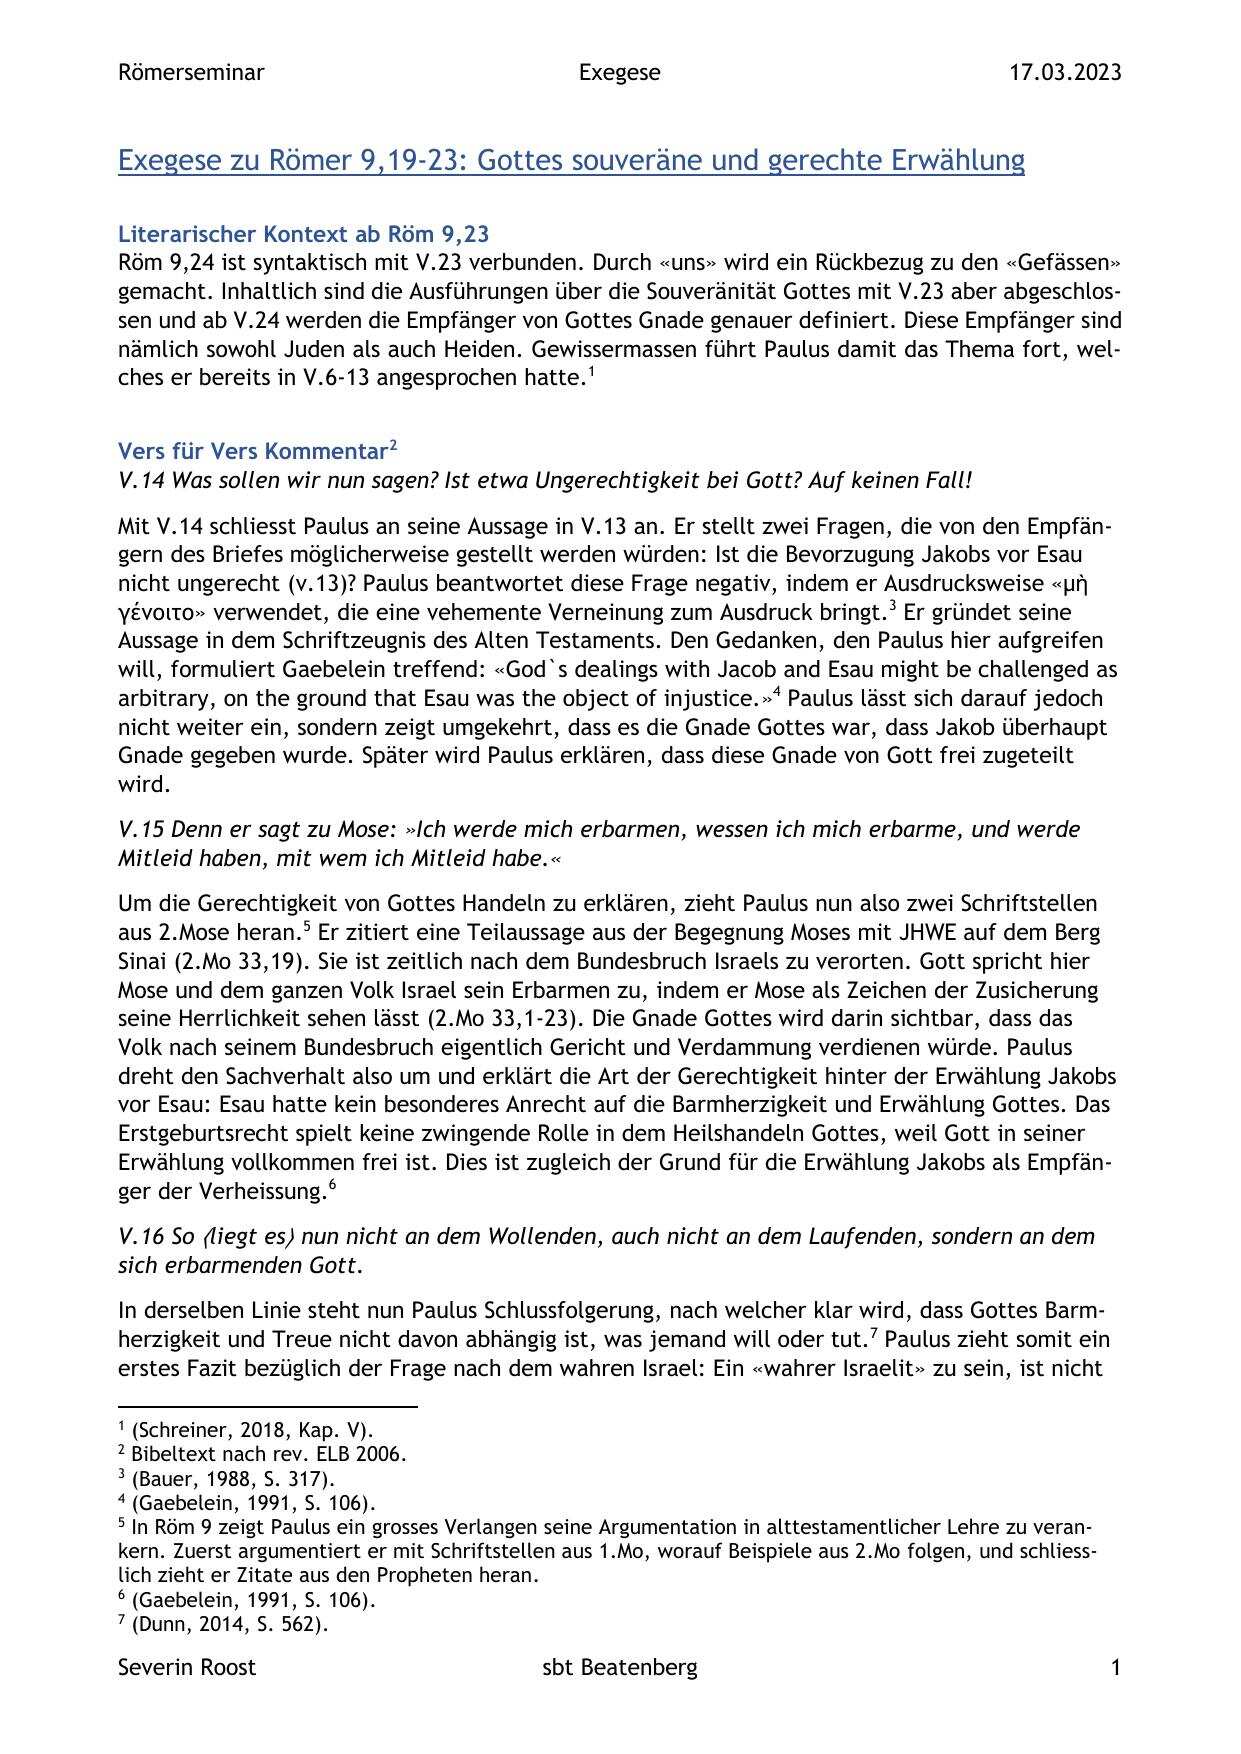 Römerseminar Exegese 17.03.2023
Exegese zu Römer 9,19-23: Gottes souveräne und gerechte Erwählung
Literarischer Kontext ab Röm 9,23
Röm 9,24 ist syntaktisch mit V.23 verbunden. Durch «uns» wird ein Rückbezug zu den «Gefässen»
gemacht. Inhaltlich sind die Ausführungen über die Souveränität Gottes mit V.23 aber abgeschlos-
sen und ab V.24 werden die Empfänger von Gottes Gnade genauer definiert. Diese Empfänger sind
nämlich sowohl Juden als auch Heiden. Gewissermassen führt Paulus damit das Thema fort, wel-
ches er bereits in V.6-13 angesprochen hatte.1
Vers für Vers Kommentar2
V.14 Was sollen wir nun sagen? Ist etwa Ungerechtigkeit bei Gott? Auf keinen Fall!
Mit V.14 schliesst Paulus an seine Aussage in V.13 an. Er stellt zwei Fragen, die von den Empfän-
gern des Briefes möglicherweise gestellt werden würden: Ist die Bevorzugung Jakobs vor Esau
nicht ungerecht (v.13)? Paulus beantwortet diese Frage negativ, indem er Ausdrucksweise «μὴ
γένοιτο» verwendet, die eine vehemente Verneinung zum Ausdruck bringt.3 Er gründet seine
Aussage in dem Schriftzeugnis des Alten Testaments. Den Gedanken, den Paulus hier aufgreifen
will, formuliert Gaebelein treffend: «God`s dealings with Jacob and Esau might be challenged as
arbitrary, on the ground that Esau was the object of injustice.»4 Paulus lässt sich darauf jedoch
nicht weiter ein, sondern zeigt umgekehrt, dass es die Gnade Gottes war, dass Jakob überhaupt
Gnade gegeben wurde. Später wird Paulus erklären, dass diese Gnade von Gott frei zugeteilt
wird.
V.15 Denn er sagt zu Mose: »Ich werde mich erbarmen, wessen ich mich erbarme, und werde
Mitleid haben, mit wem ich Mitleid habe.«
Um die Gerechtigkeit von Gottes Handeln zu erklären, zieht Paulus nun also zwei Schriftstellen
aus 2.Mose heran.5 Er zitiert eine Teilaussage aus der Begegnung Moses mit JHWE auf dem Berg
Sinai (2.Mo 33,19). Sie ist zeitlich nach dem Bundesbruch Israels zu verorten. Gott spricht hier
Mose und dem ganzen Volk Israel sein Erbarmen zu, indem er Mose als Zeichen der Zusicherung
seine Herrlichkeit sehen lässt (2.Mo 33,1-23). Die Gnade Gottes wird darin sichtbar, dass das
Volk nach seinem Bundesbruch eigentlich Gericht und Verdammung verdienen würde. Paulus
dreht den Sachverhalt also um und erklärt die Art der Gerechtigkeit hinter der Erwählung Jakobs
vor Esau: Esau hatte kein besonderes Anrecht auf die Barmherzigkeit und Erwählung Gottes. Das
Erstgeburtsrecht spielt keine zwingende Rolle in dem Heilshandeln Gottes, weil Gott in seiner
Erwählung vollkommen frei ist. Dies ist zugleich der Grund für die Erwählung Jakobs als Empfän-
ger der Verheissung.6
V.16 So ⟨liegt es⟩ nun nicht an dem Wollenden, auch nicht an dem Laufenden, sondern an dem
sich erbarmenden Gott.
In derselben Linie steht nun Paulus Schlussfolgerung, nach welcher klar wird, dass Gottes Barm-
herzigkeit und Treue nicht davon abhängig ist, was jemand will oder tut.7 Paulus zieht somit ein
erstes Fazit bezüglich der Frage nach dem wahren Israel: Ein «wahrer Israelit» zu sein, ist nicht
1 (Schreiner, 2018, Kap. V).
2 Bibeltext nach rev. ELB 2006.
3 (Bauer, 1988, S. 317).
4 (Gaebelein, 1991, S. 106).
5 In Röm 9 zeigt Paulus ein grosses Verlangen seine Argumentation in alttestamentlicher Lehre zu veran-
kern. Zuerst argumentiert er mit Schriftstellen aus 1.Mo, worauf Beispiele aus 2.Mo folgen, und schliess-
lich zieht er Zitate aus den Propheten heran.
6 (Gaebelein, 1991, S. 106).
7 (Dunn, 2014, S. 562).
Severin Roost sbt Beatenberg 1